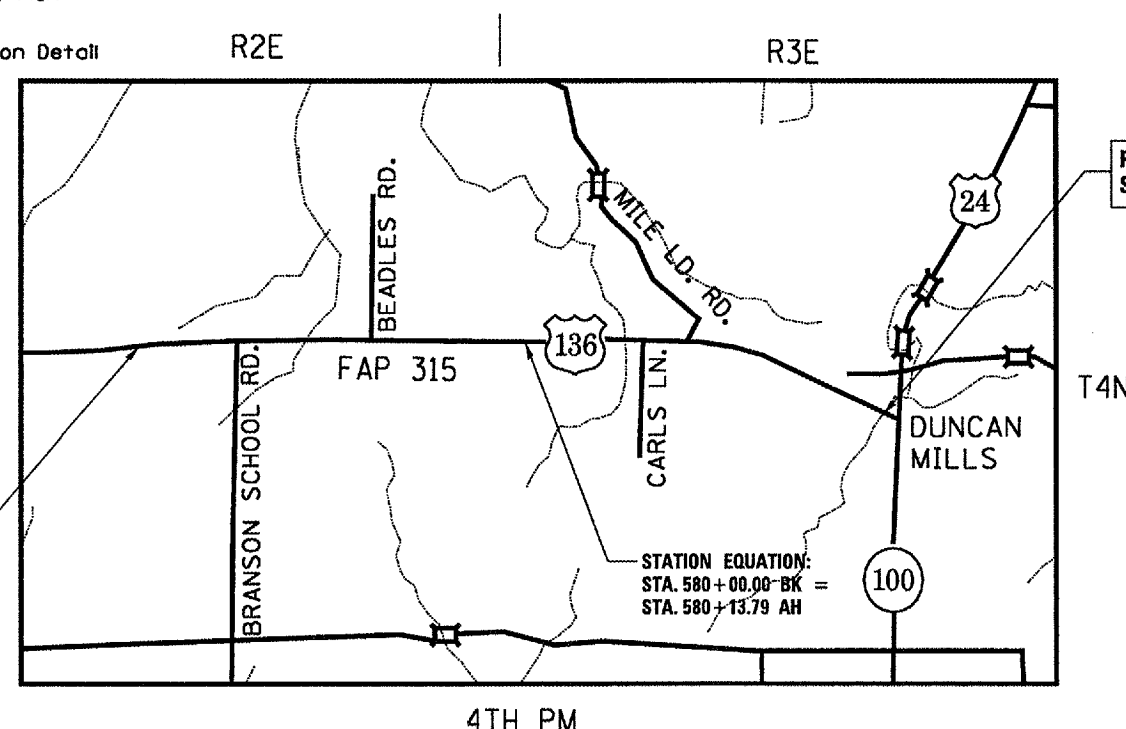 on Detail
R2E
R3E
24
BEADLES RD.
MILE LD. RD.
136
FAP 315
BRANSON SCHOOL RD.
CARLS LN.
T4N
DUNCAN
MILLS
STATION EQUATION:
STA. 580+00.00 BK =
STA. 580+13.79 AH
100
4TH PM